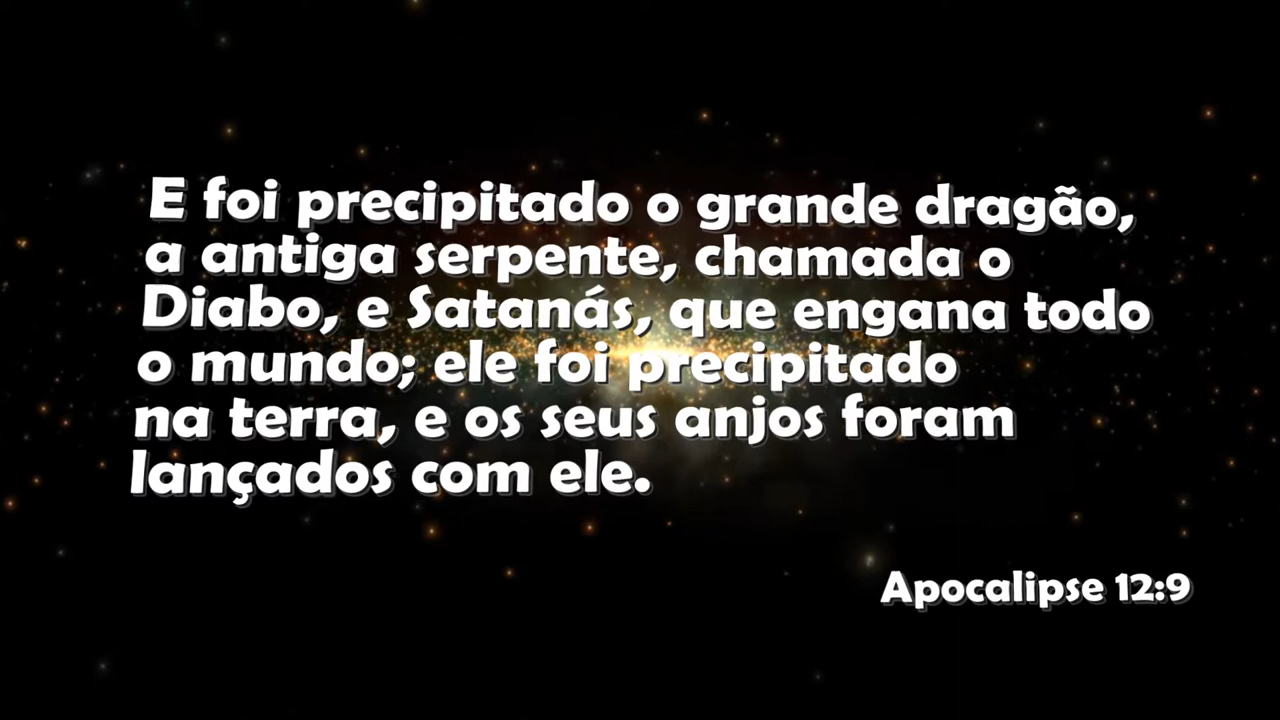 E foi precipitado o grande dragão,
a antiga serpente, chamada o
Diabo, e Satanás, que engana todo
o mundo; ele foi precipitado
na terra, e os seus anjos foram
lançados com ele.
Apocalipse 12:9